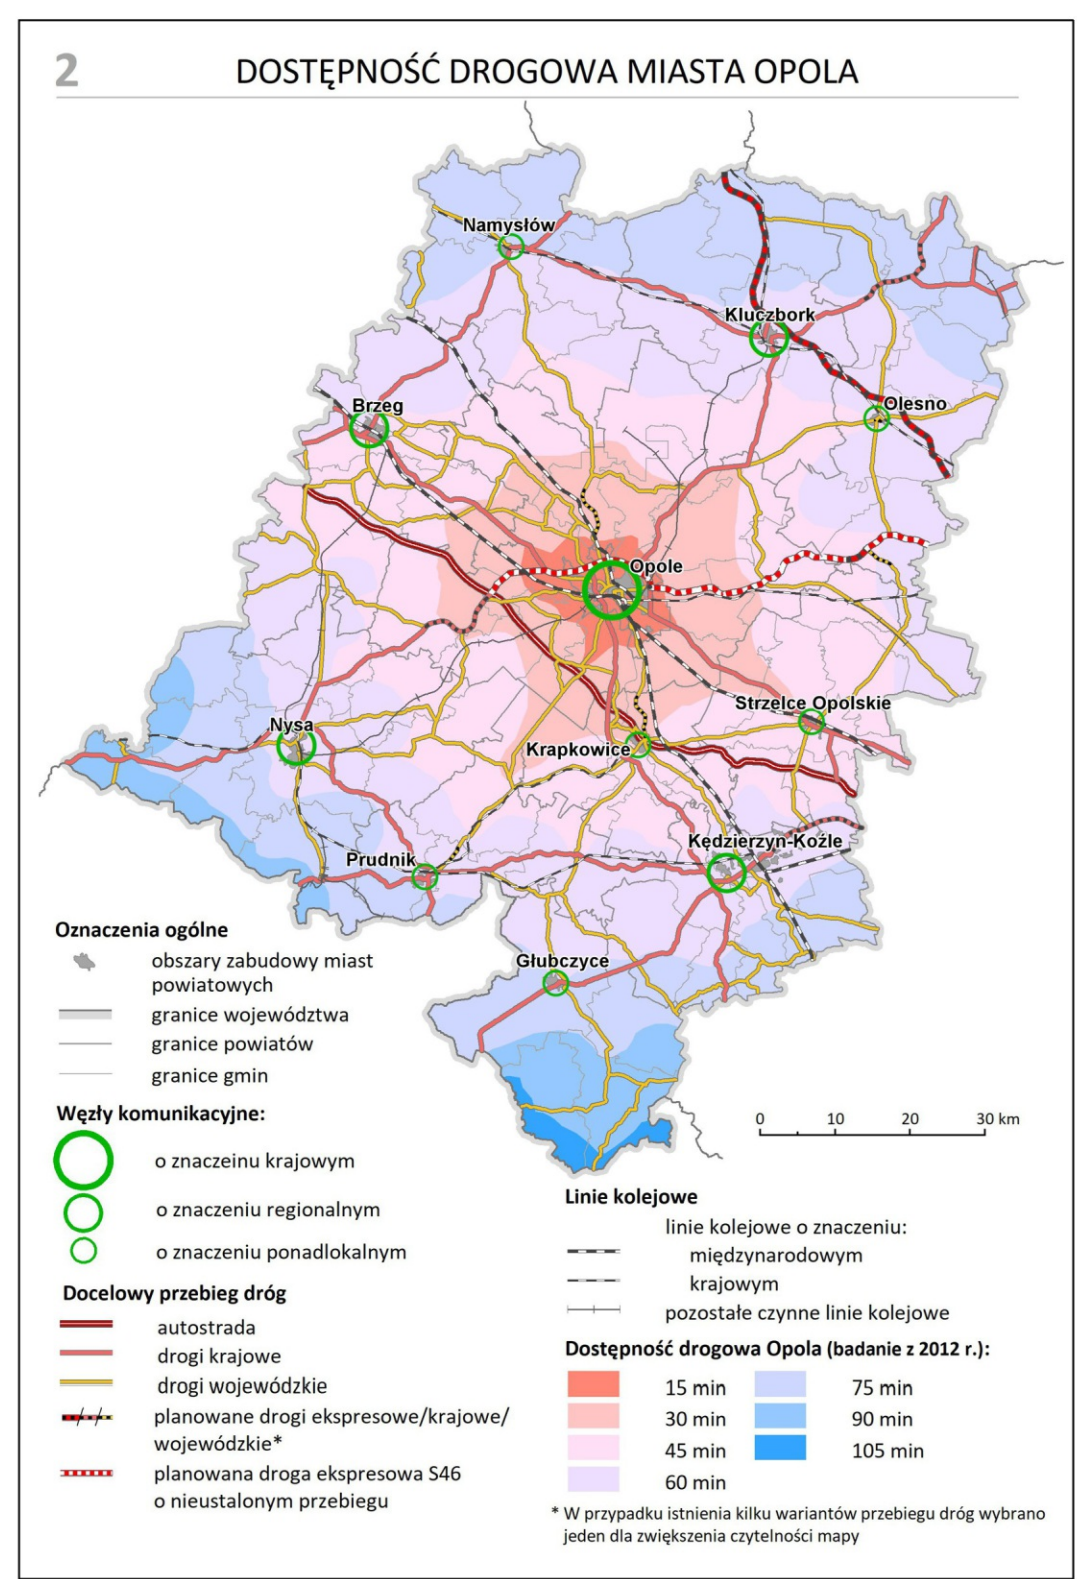 2
DOSTĘPNOŚĆ DROGOWA MIASTA OPOLA
Namysłów
Kluczbork
Brzeg
Olesno
Opole
Strzelce Opolskie
Nysa
Krapkowice
Kędzierzyn-Koźle
Prudnik
Głubczyce
Oznaczenia ogólne
obszary zabudowy miast
powiatowych
granice województwa
granice powiatów
granice gmin
Węzły komunikacyjne:
o znaczeinu krajowym
o znaczeniu regionalnym
o znaczeniu ponadlokalnym
Docelowy przebieg dróg
autostrada
drogi krajowe
drogi wojewódzkie
planowane drogi ekspresowe/krajowe/
wojewódzkie*
planowana droga ekspresowa S46
o nieustalonym przebiegu
0 10 20 30 km
Linie kolejowe
linie kolejowe o znaczeniu:
międzynarodowym
krajowym
pozostałe czynne linie kolejowe
Dostępność drogowa Opola (badanie z 2012 r.):
15 min 75 min
30 min 90 min
45 min 105 min
60 min
* W przypadku istnienia kilku wariantów przebiegu dróg wybrano
jeden dla zwiększenia czytelności mapy